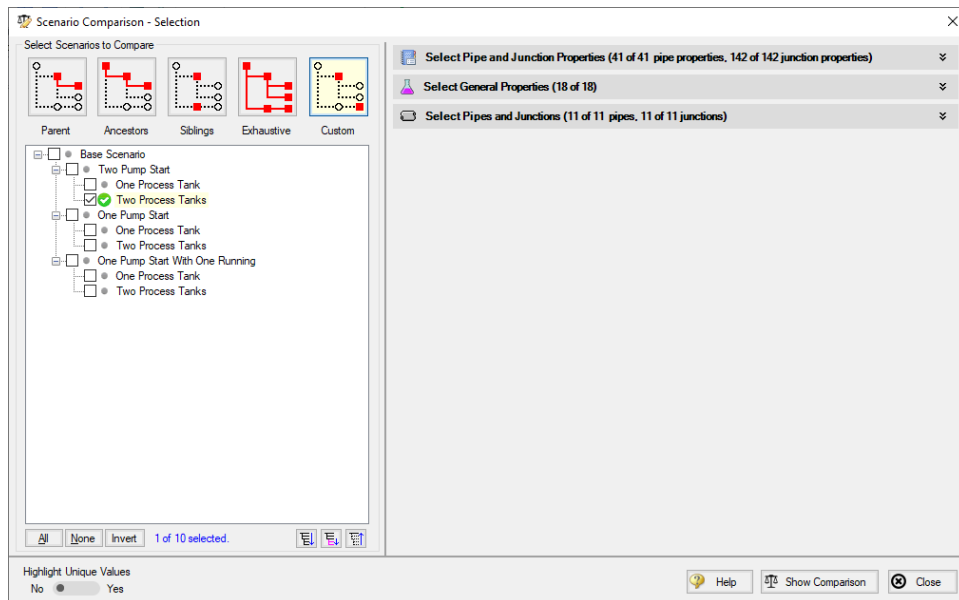 Scenario Comparison - Selection
Select Scenarios to Compare
Parent Ancestors Siblings Exhaustive Custom
Base Scenario
Two Pump Start
One Process Tank
Two Process Tanks
One Pump Start
One Process Tank
Two Process Tanks
One Pump Start With One Running
One Process Tank
Two Process Tanks
All None Invert 1 of 10 selected.
Select Pipe and Junction Properties (41 of 41 pipe properties, 142 of 142 junction properties)
Select General Properties (18 of 18)
Select Pipes and Junctions (11 of 11 pipes, 11 of 11 junctions)
Highlight Unique Values
No Yes
Help Show Comparison Close